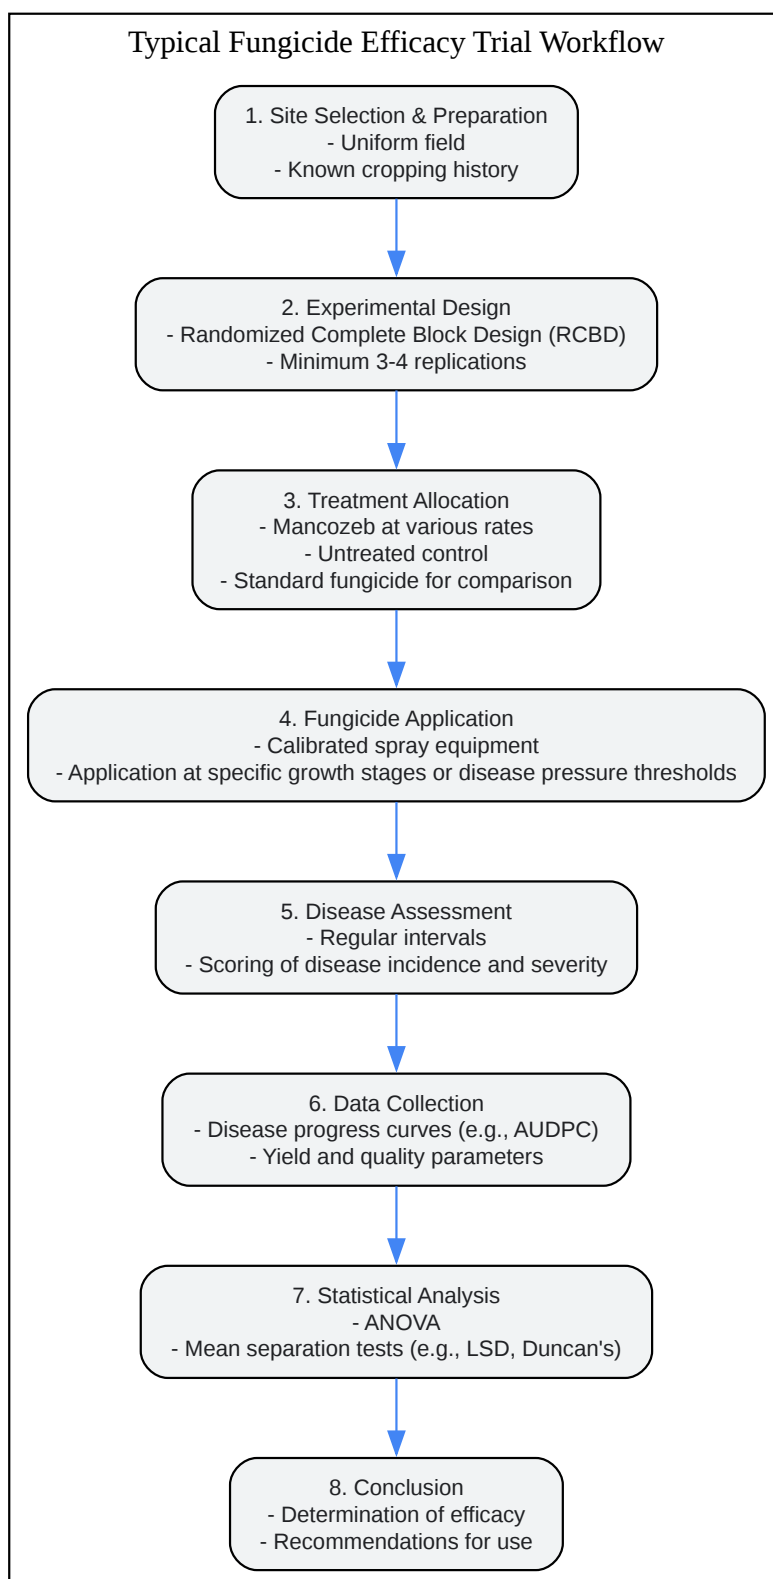 Typical Fungicide Efficacy Trial Workflow
1. Site Selection & Preparation
- Uniform field
- Known cropping history
2. Experimental Design
- Randomized Complete Block Design (RCBD)
- Minimum 3-4 replications
3. Treatment Allocation
- Mancozeb at various rates
- Untreated control
- Standard fungicide for comparison
4. Fungicide Application
- Calibrated spray equipment
- Application at specific growth stages or disease pressure thresholds
5. Disease Assessment
- Regular intervals
- Scoring of disease incidence and severity
6. Data Collection
- Disease progress curves (e.g., AUDPC)
- Yield and quality parameters
7. Statistical Analysis
- ANOVA
- Mean separation tests (e.g., LSD, Duncan's)
8. Conclusion
- Determination of efficacy
- Recommendations for use